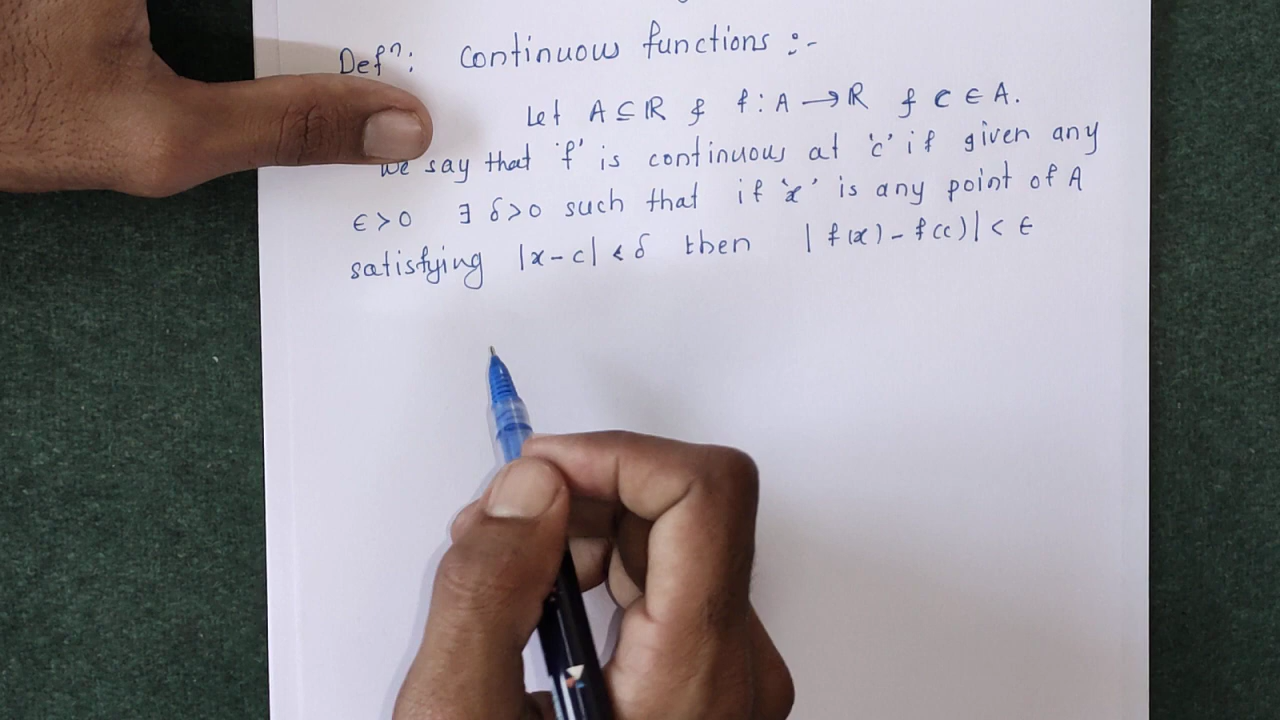 Defⁿ: Continuous functions :-
Let A ⊆ ℝ & f : A → ℝ & c ∈ A.
we say that 'f' is continuous at 'c' if given any
ϵ > 0 ∃ δ > 0 such that if 'x' is any point of A
satisfying |x - c| < δ then | f(x) - f(c)| < ϵ